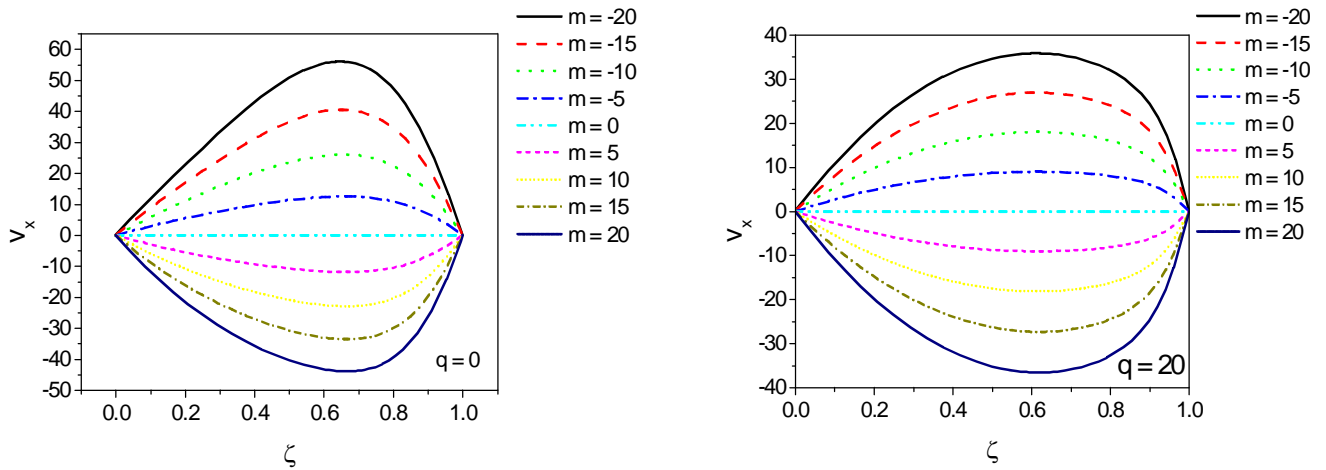 m = -20
m = -15
m = -10
m = -5
m = 0
m = 5
m = 10
m = 15
m = 20
60
50
40
30
20
10
0
-10
-20
-30
-40
-50
v_x
0.0 0.2 0.4 0.6 0.8 1.0
ζ
q = 0
m = -20
m = -15
m = -10
m = -5
m = 0
m = 5
m = 10
m = 15
m = 20
40
30
20
10
0
-10
-20
-30
-40
v_x
0.0 0.2 0.4 0.6 0.8 1.0
ζ
q = 20